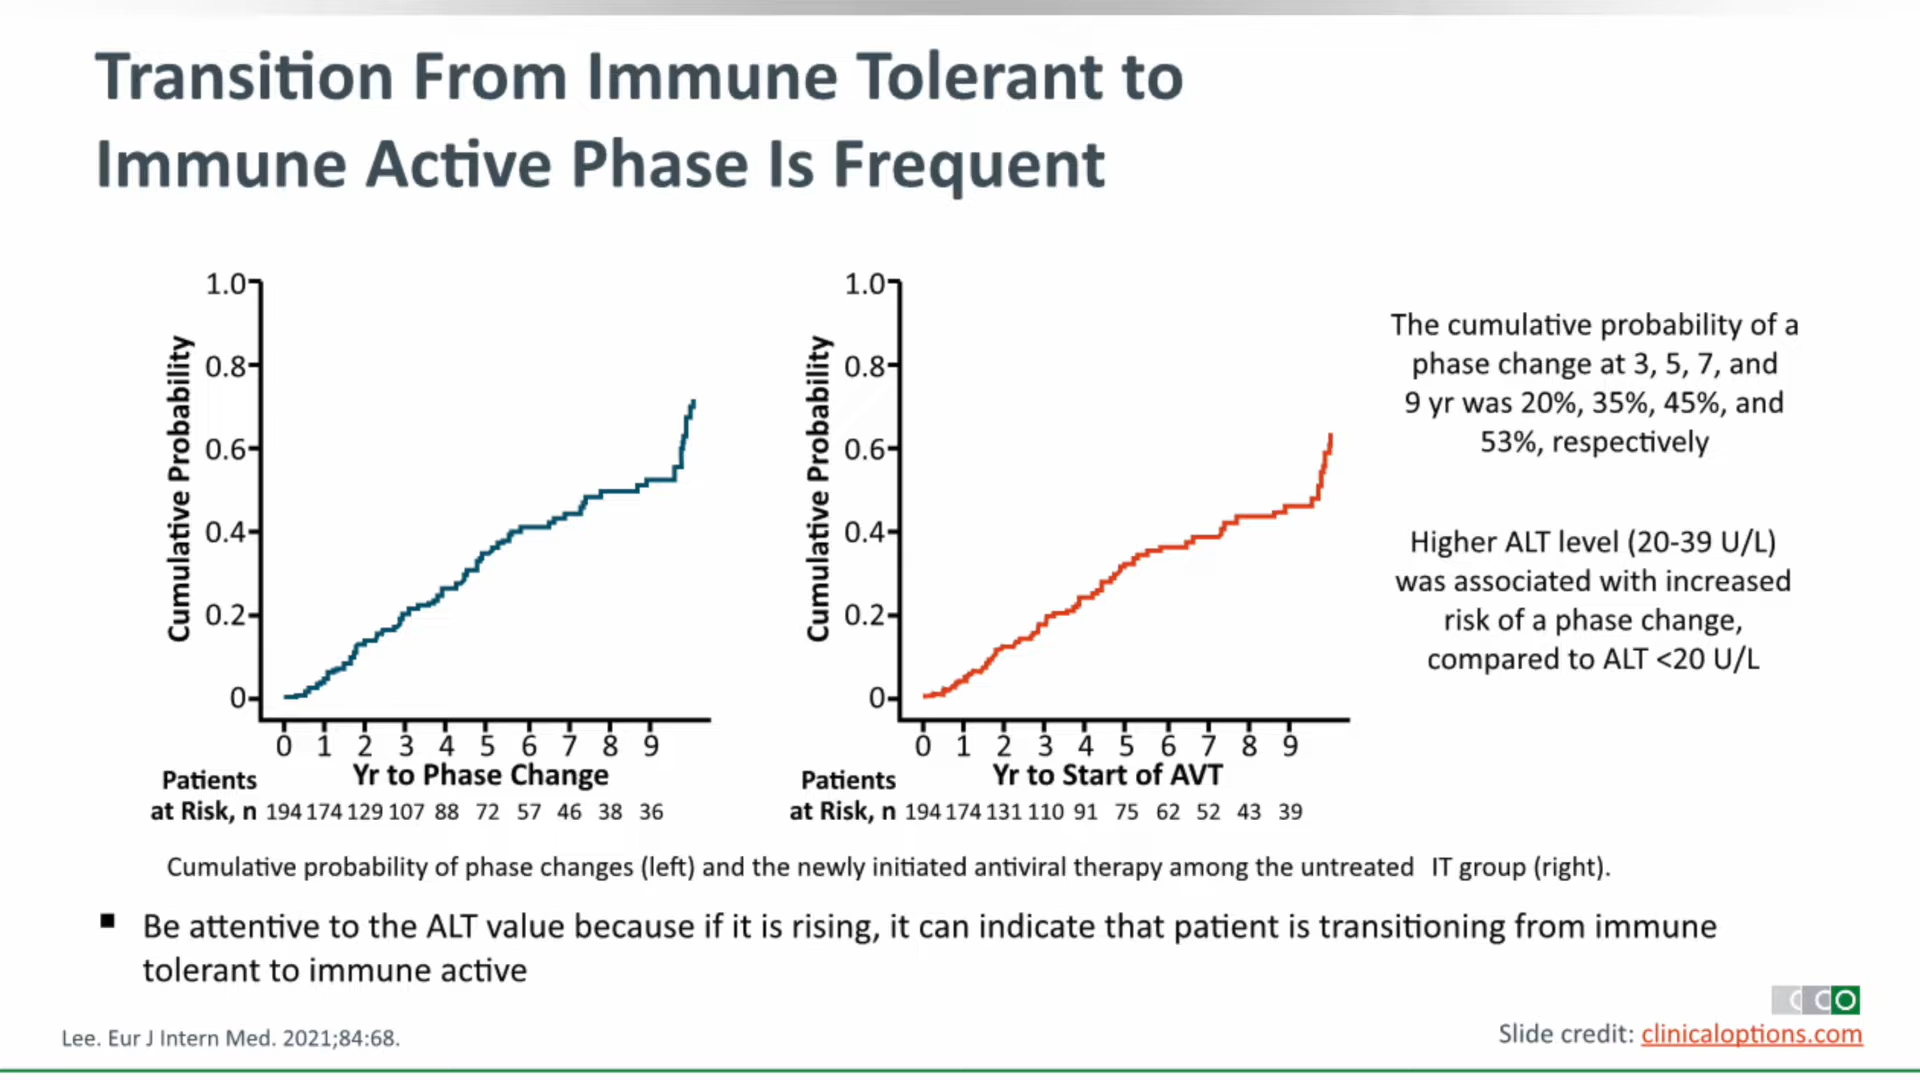 Transition From Immune Tolerant to
Immune Active Phase Is Frequent
1.0
0.8
0.6
0.4
0.2
0
Cumulative Probability
0 1 2 3 4 5 6 7 8 9
Yr to Phase Change
Patients
at Risk, n 194 174 129 107 88 72 57 46 38 36
1.0
0.8
0.6
0.4
0.2
0
Cumulative Probability
0 1 2 3 4 5 6 7 8 9
Yr to Start of AVT
Patients
at Risk, n 194 174 131 110 91 75 62 52 43 39
The cumulative probability of a
phase change at 3, 5, 7, and
9 yr was 20%, 35%, 45%, and
53%, respectively
Higher ALT level (20-39 U/L)
was associated with increased
risk of a phase change,
compared to ALT <20 U/L
Cumulative probability of phase changes (left) and the newly initiated antiviral therapy among the untreated IT group (right).
▪ Be attentive to the ALT value because if it is rising, it can indicate that patient is transitioning from immune
tolerant to immune active
CCO
Lee. Eur J Intern Med. 2021;84:68.
Slide credit: clinicaloptions.com